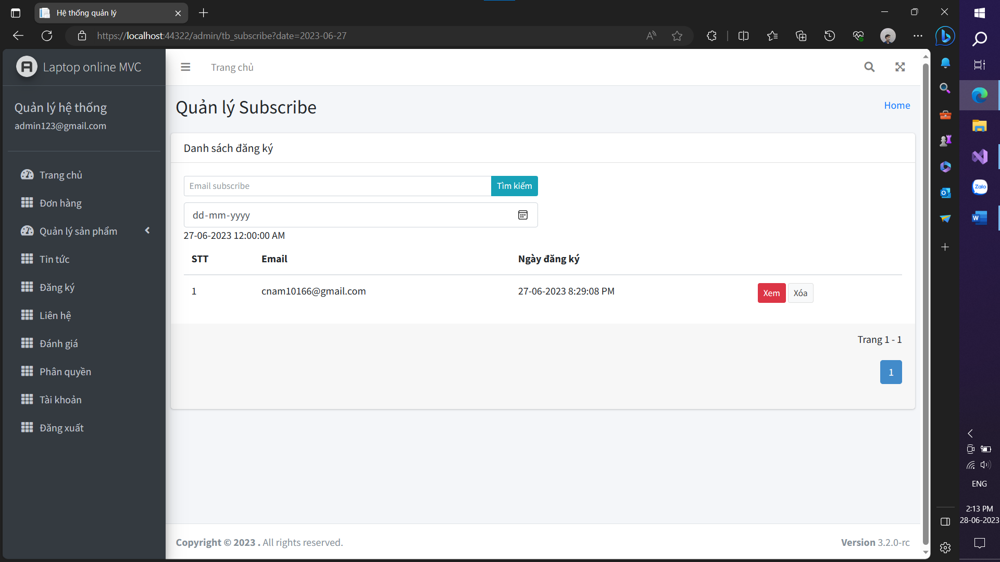 Hệ thống quản lý
https://localhost:44322/admin/tb_subscribe?date=2023-06-27
Laptop online MVC
Quản lý hệ thống
admin123@gmail.com
Trang chủ
Đơn hàng
Quản lý sản phẩm
Tin tức
Đăng ký
Liên hệ
Đánh giá
Phân quyền
Tài khoản
Đăng xuất
Trang chủ
Quản lý Subscribe
Home
Danh sách đăng ký
Email subscribe
Tìm kiếm
dd-mm-yyyy
27-06-2023 12:00:00 AM
STT Email Ngày đăng ký
1 cnam10166@gmail.com 27-06-2023 8:29:08 PM Xem Xóa
Trang 1 - 1
1
Copyright © 2023 . All rights reserved.
Version 3.2.0-rc
Zalo
ENG
2:13 PM
28-06-2023